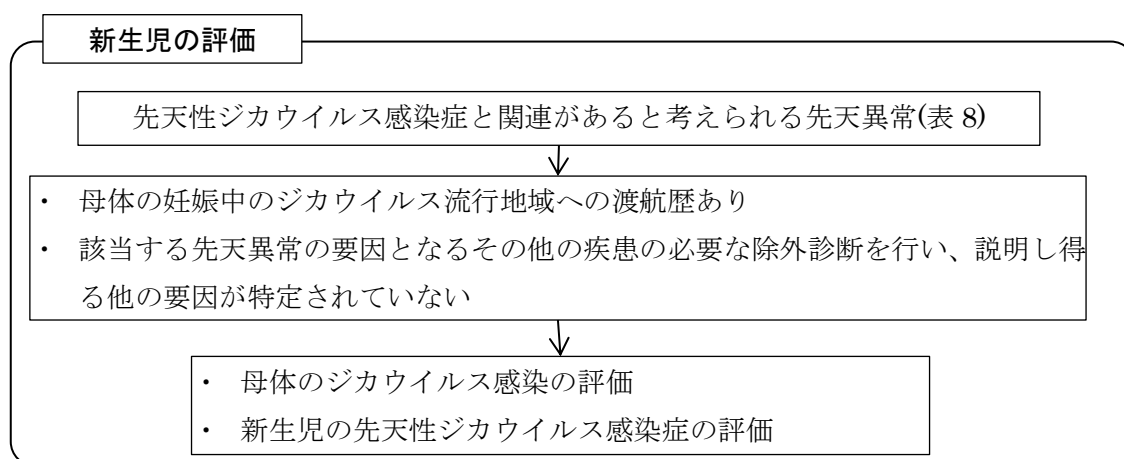 新生児の評価
先天性ジカウイルス感染症と関連があると考えられる先天異常(表 8)
・ 母体の妊娠中のジカウイルス流行地域への渡航歴あり
・ 該当する先天異常の要因となるその他の疾患の必要な除外診断を行い、説明し得
る他の要因が特定されていない
・ 母体のジカウイルス感染の評価
・ 新生児の先天性ジカウイルス感染症の評価